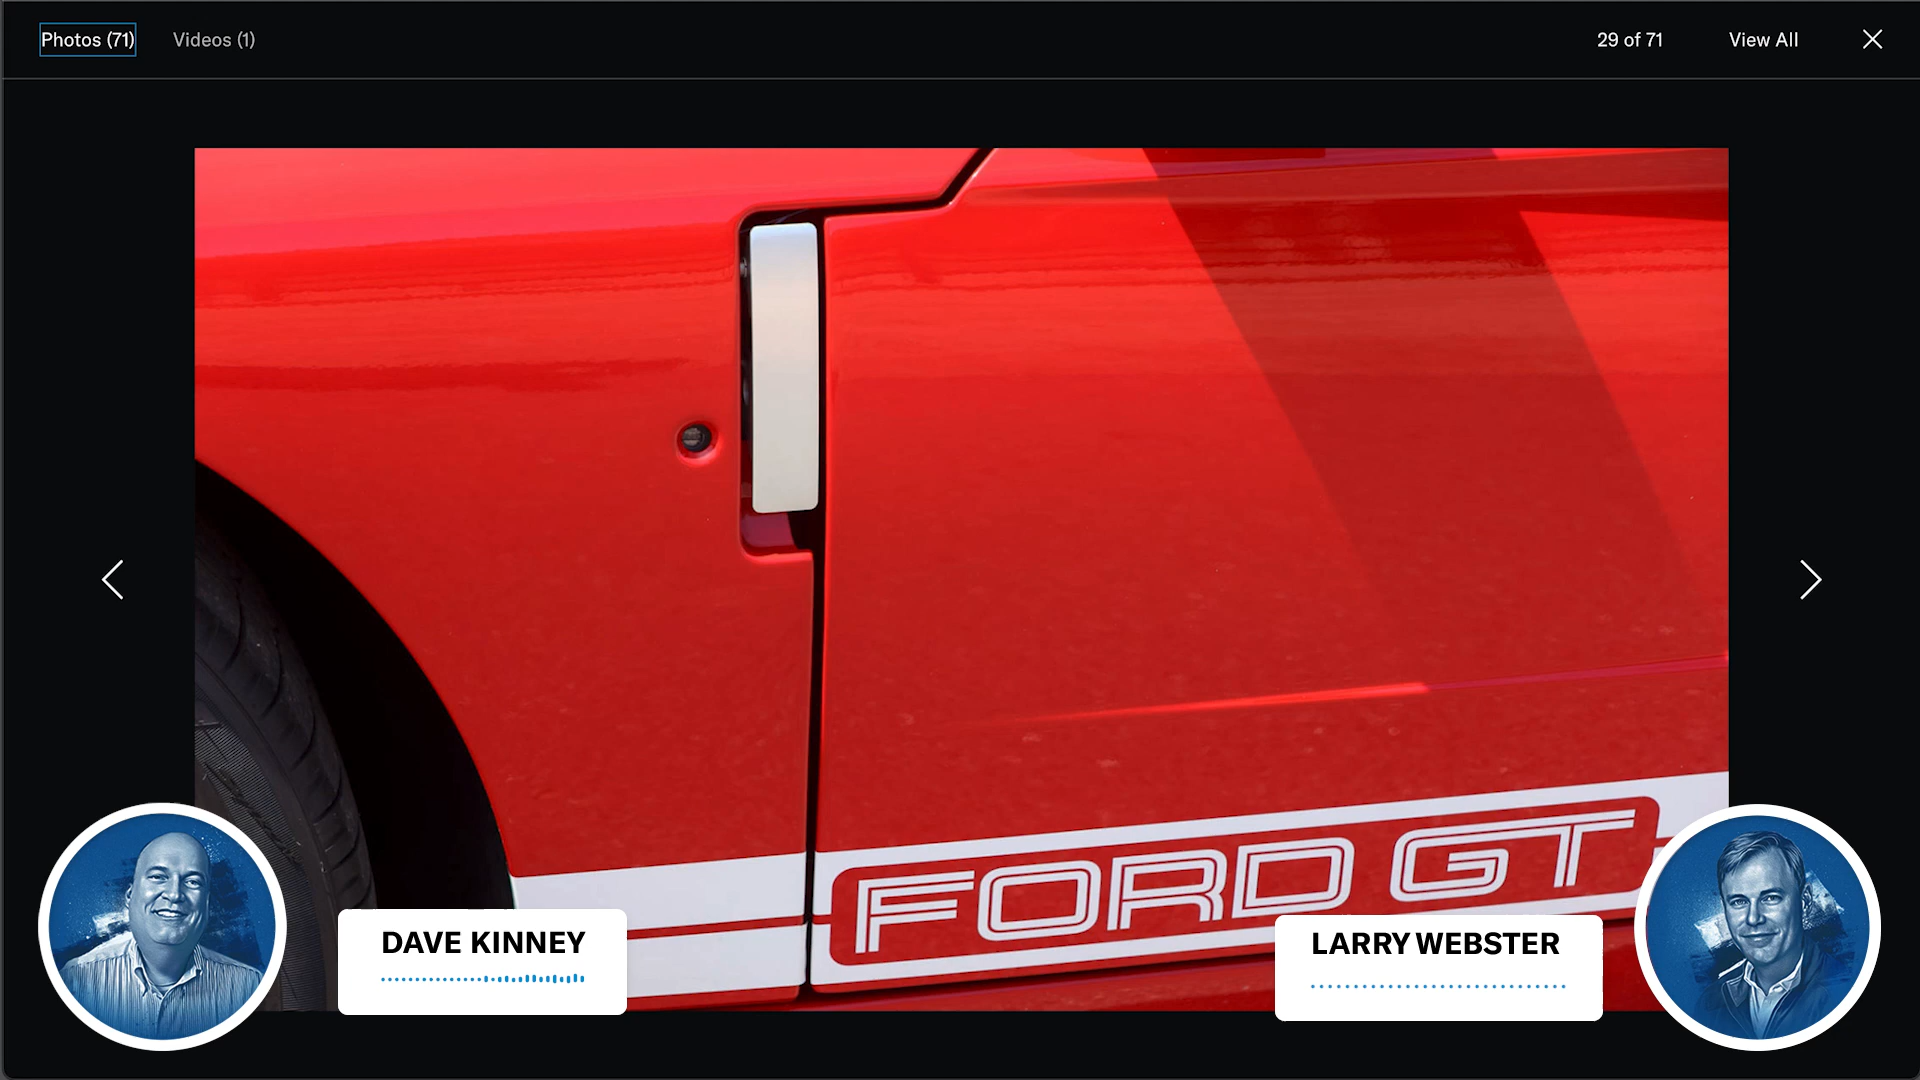 Photos (71) Videos (1) 29 of 71 View All
FORD GT
DAVE KINNEY
LARRY WEBSTER